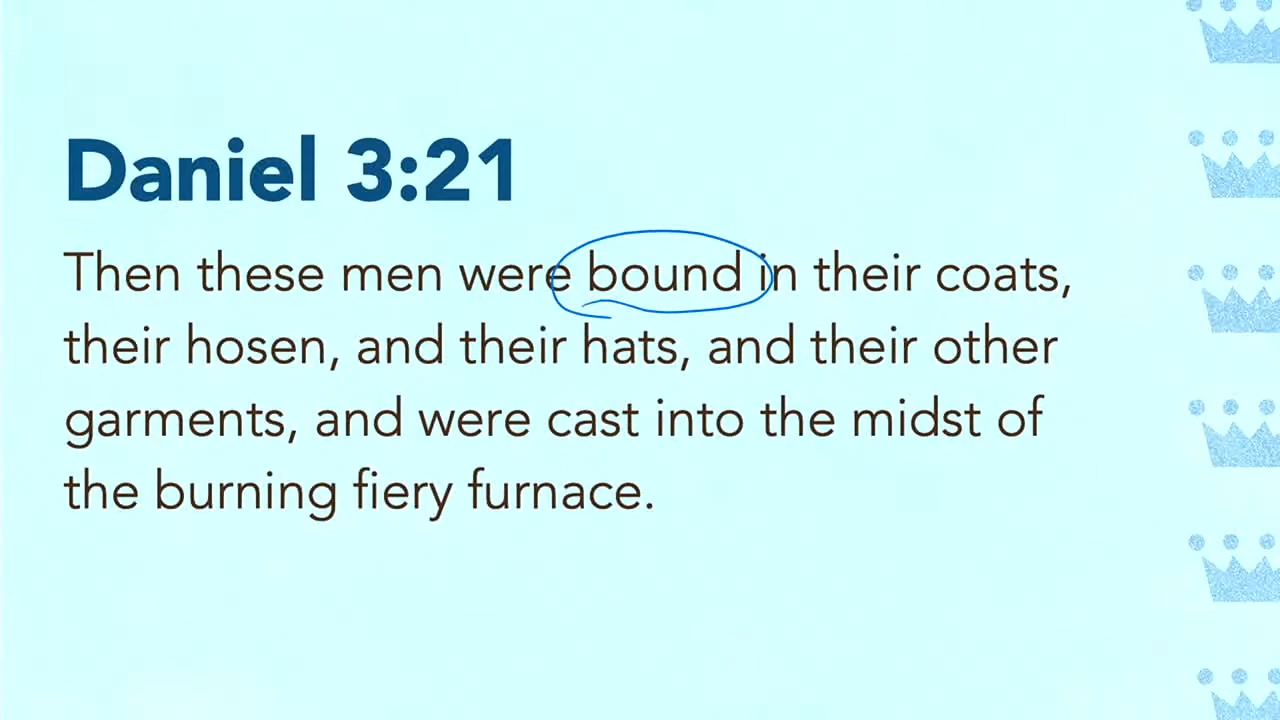 Daniel 3:21
Then these men were bound in their coats,
their hosen, and their hats, and their other
garments, and were cast into the midst of
the burning fiery furnace.